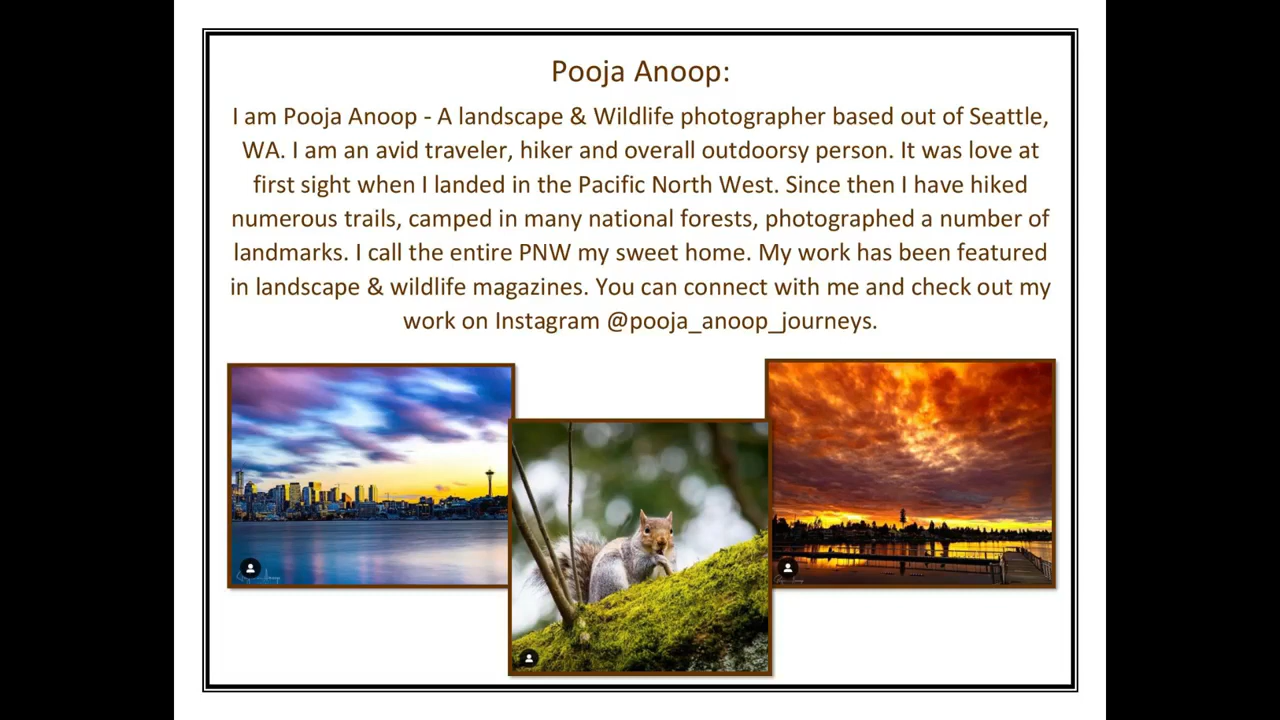 Pooja Anoop:
I am Pooja Anoop - A landscape & Wildlife photographer based out of Seattle,
WA. I am an avid traveler, hiker and overall outdoorsy person. It was love at
first sight when I landed in the Pacific North West. Since then I have hiked
numerous trails, camped in many national forests, photographed a number of
landmarks. I call the entire PNW my sweet home. My work has been featured
in landscape & wildlife magazines. You can connect with me and check out my
work on Instagram @pooja_anoop_journeys.